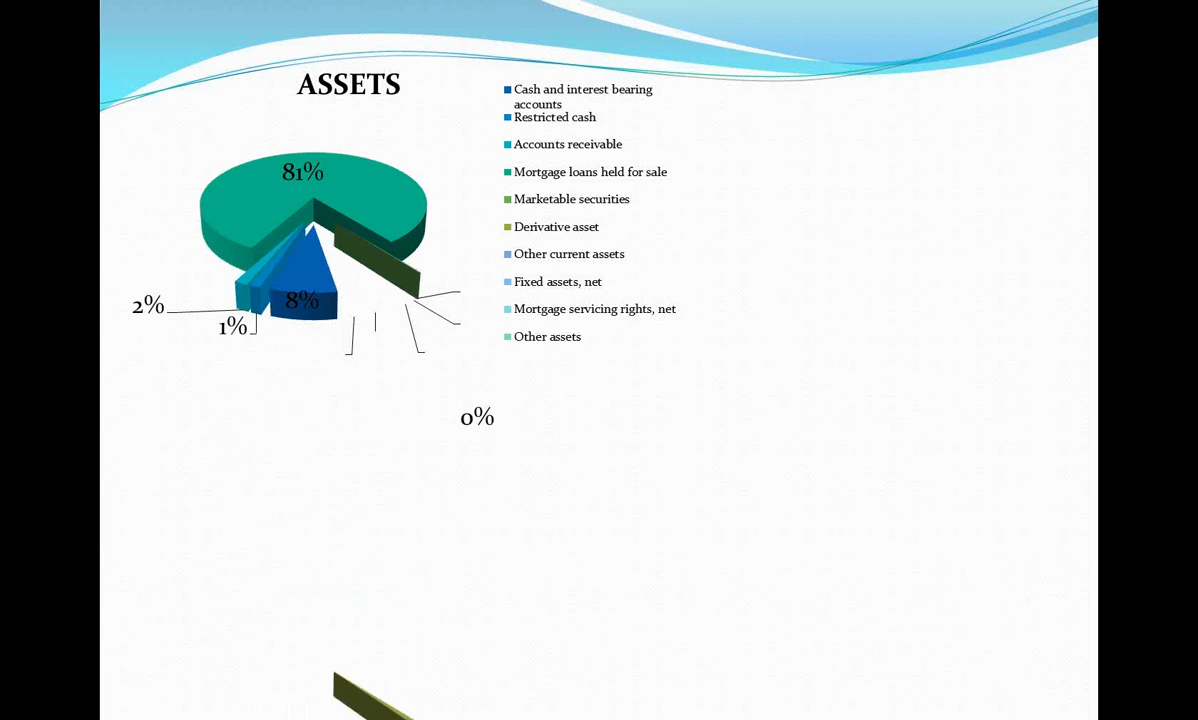 ASSETS
Cash and interest bearing
accounts
Restricted cash
Accounts receivable
Mortgage loans held for sale
Marketable securities
Derivative asset
Other current assets
Fixed assets, net
Mortgage servicing rights, net
Other assets
81%
8%
2%
1%
0%